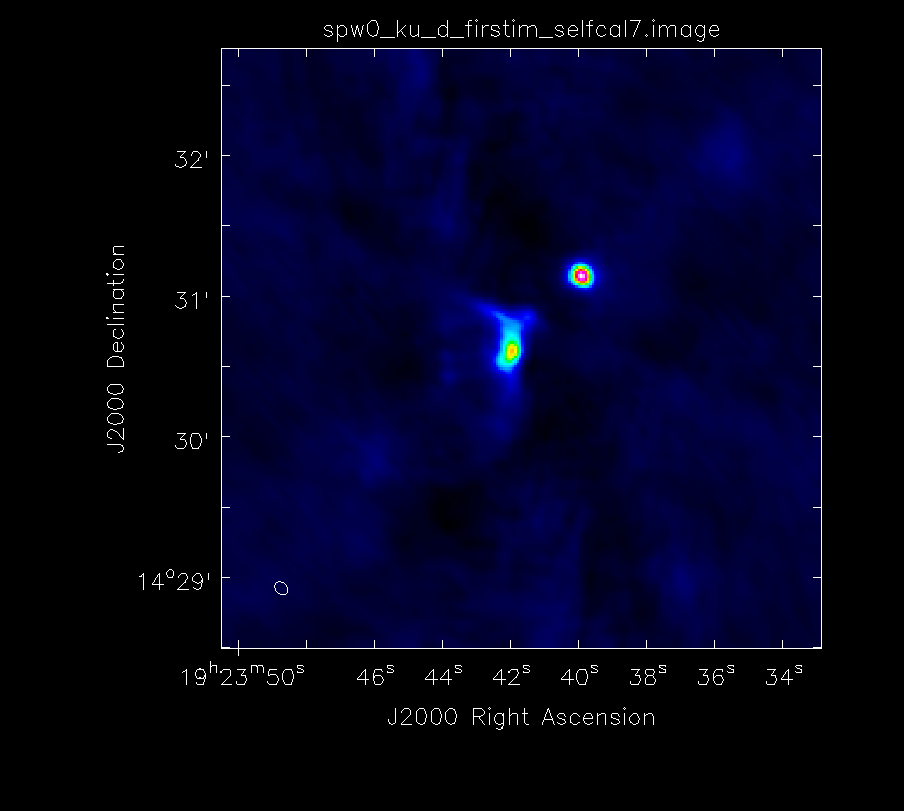 spw0_ku_d_firstim_selfcal7.image
J2000 Declination
32'
31'
30'
14°29'
19ʰ23ᵐ50ˢ 46ˢ 44ˢ 42ˢ 40ˢ 38ˢ 36ˢ 34ˢ
J2000 Right Ascension